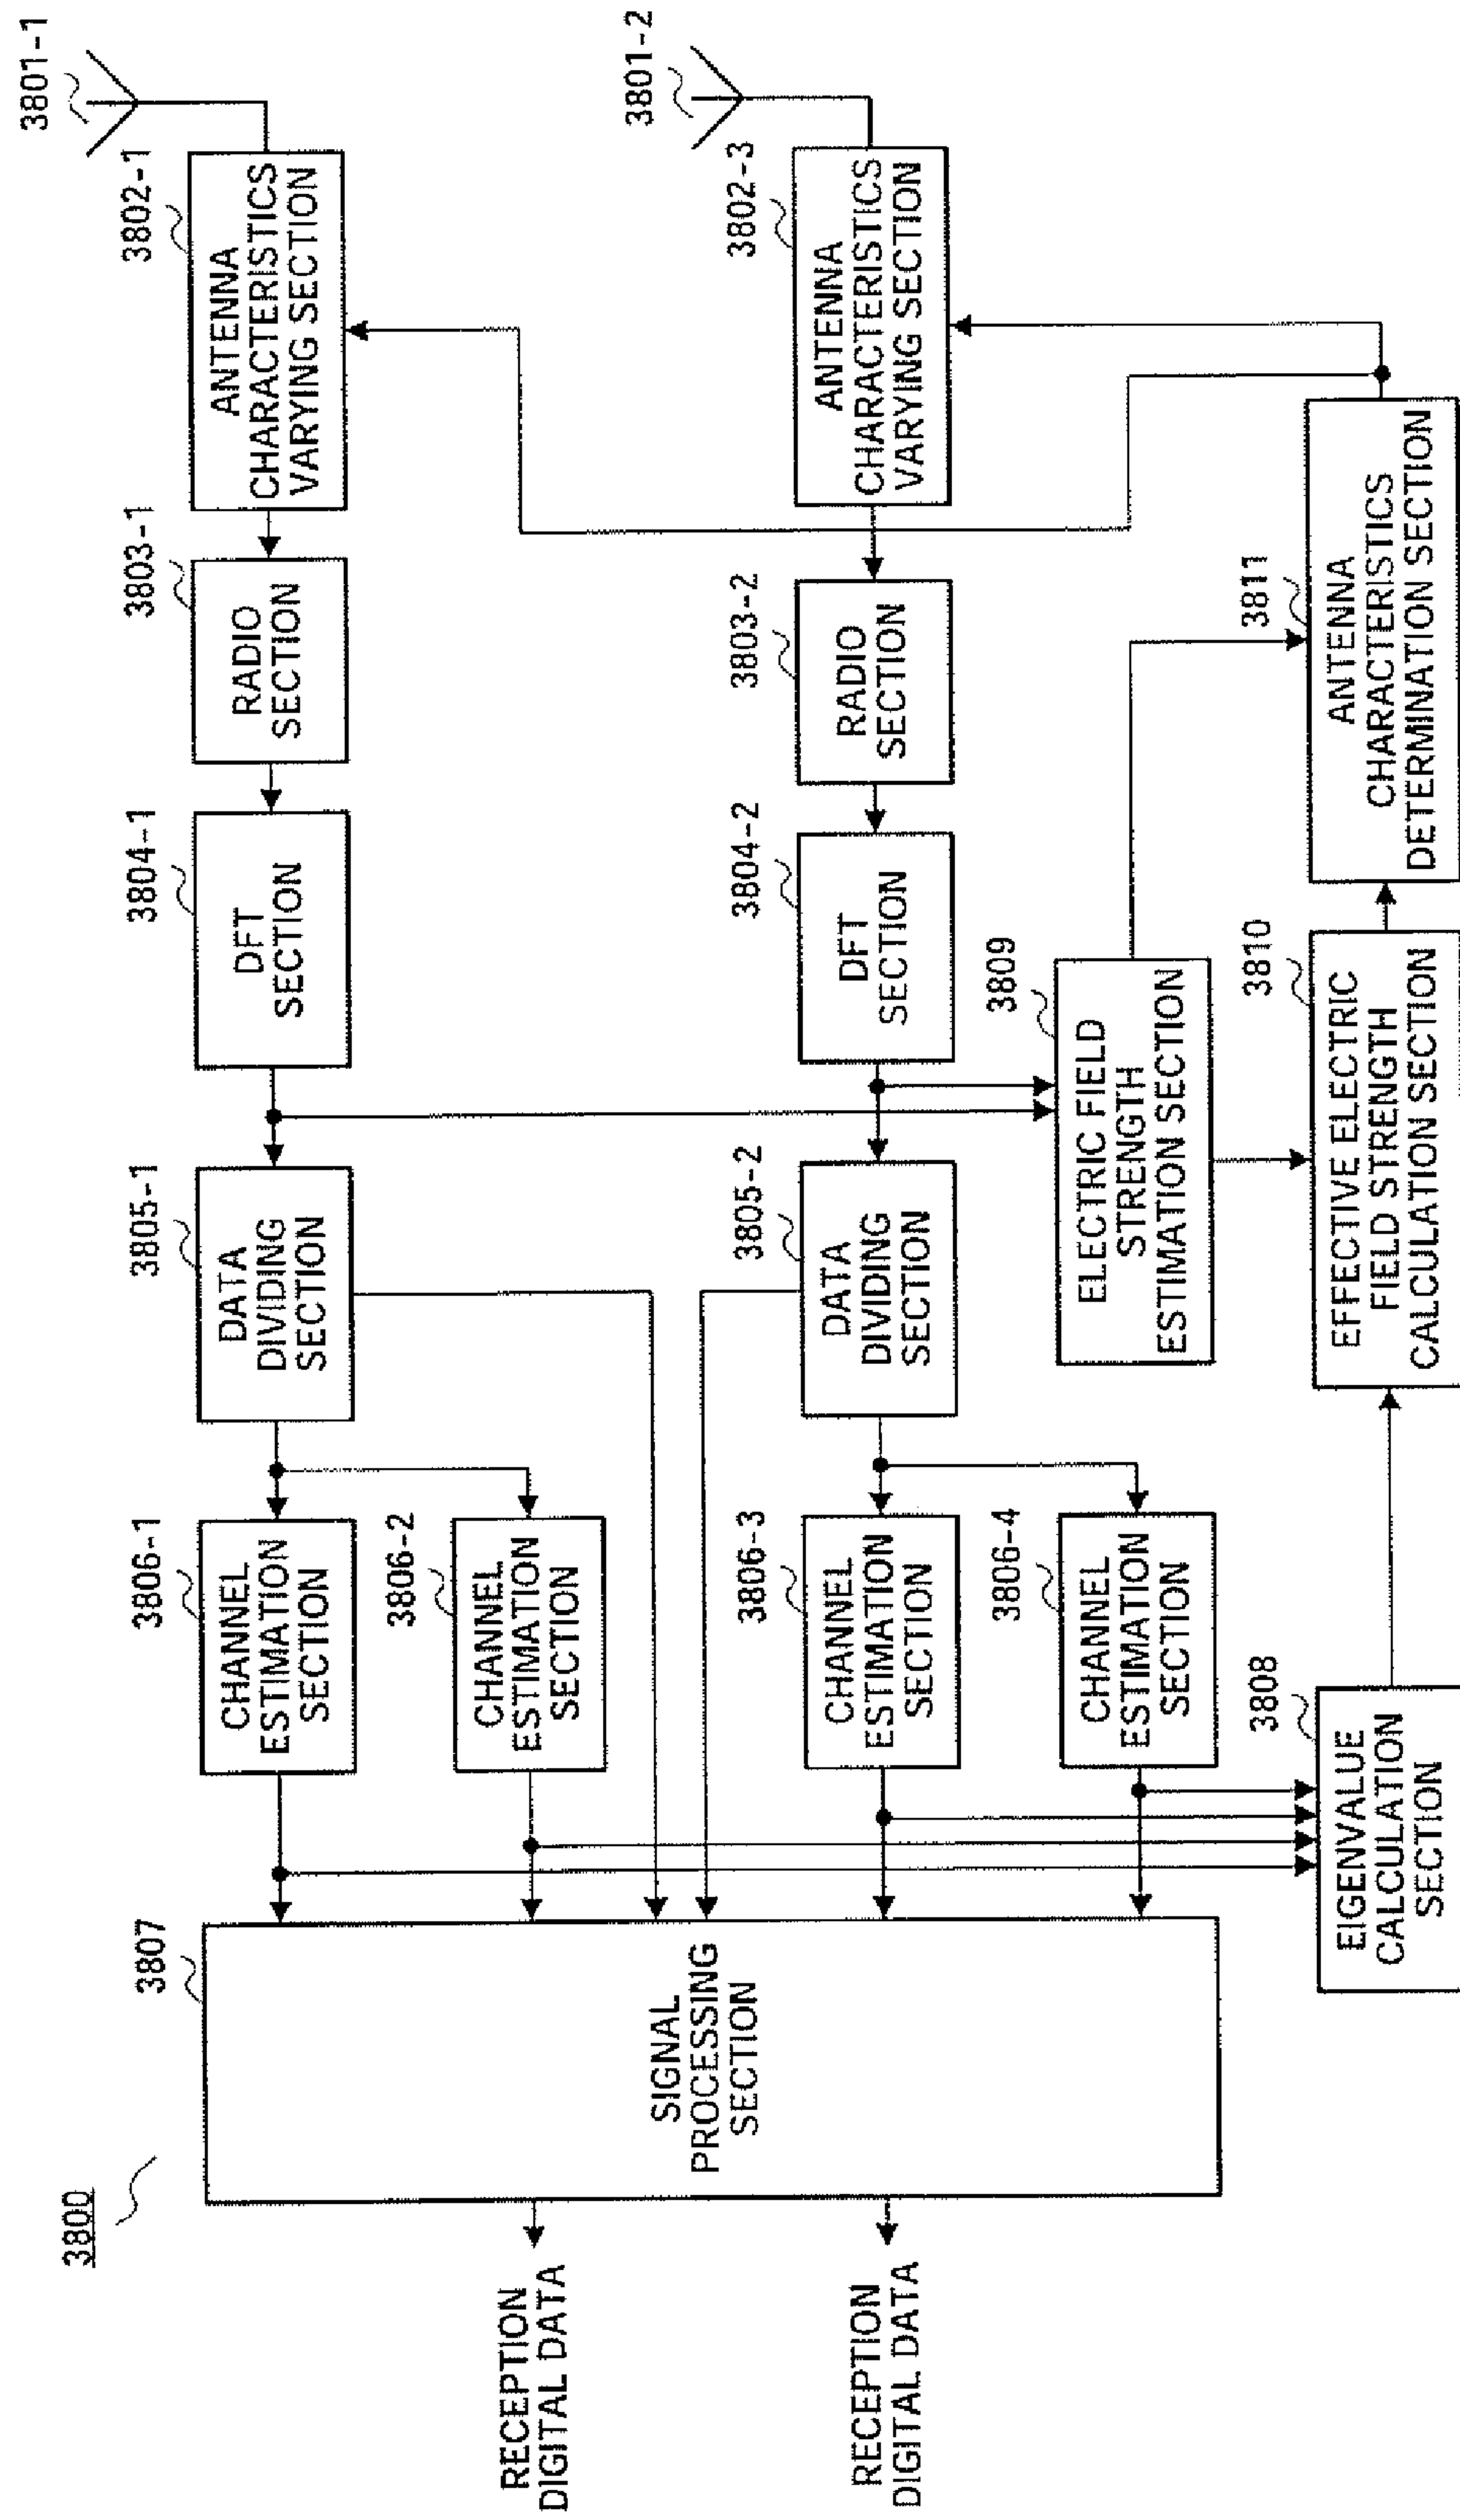 3800
3801-1
3802-1
ANTENNA
CHARACTERISTICS
VARYING SECTION
3803-1
RADIO
SECTION
3804-1
DFT
SECTION
3805-1
DATA
DIVIDING
SECTION
3806-1
CHANNEL
ESTIMATION
SECTION
3806-2
CHANNEL
ESTIMATION
SECTION
3807
SIGNAL
PROCESSING
SECTION
RECEPTION
DIGITAL DATA
RECEPTION
DIGITAL DATA
3801-2
3802-3
ANTENNA
CHARACTERISTICS
VARYING SECTION
3803-2
RADIO
SECTION
3804-2
DFT
SECTION
3805-2
DATA
DIVIDING
SECTION
3806-3
CHANNEL
ESTIMATION
SECTION
3806-4
CHANNEL
ESTIMATION
SECTION
3809
ELECTRIC FIELD
STRENGTH
ESTIMATION SECTION
3808
EIGENVALUE
CALCULATION
SECTION
3810
EFFECTIVE ELECTRIC
FIELD STRENGTH
CALCULATION SECTION
3811
ANTENNA
CHARACTERISTICS
DETERMINATION SECTION